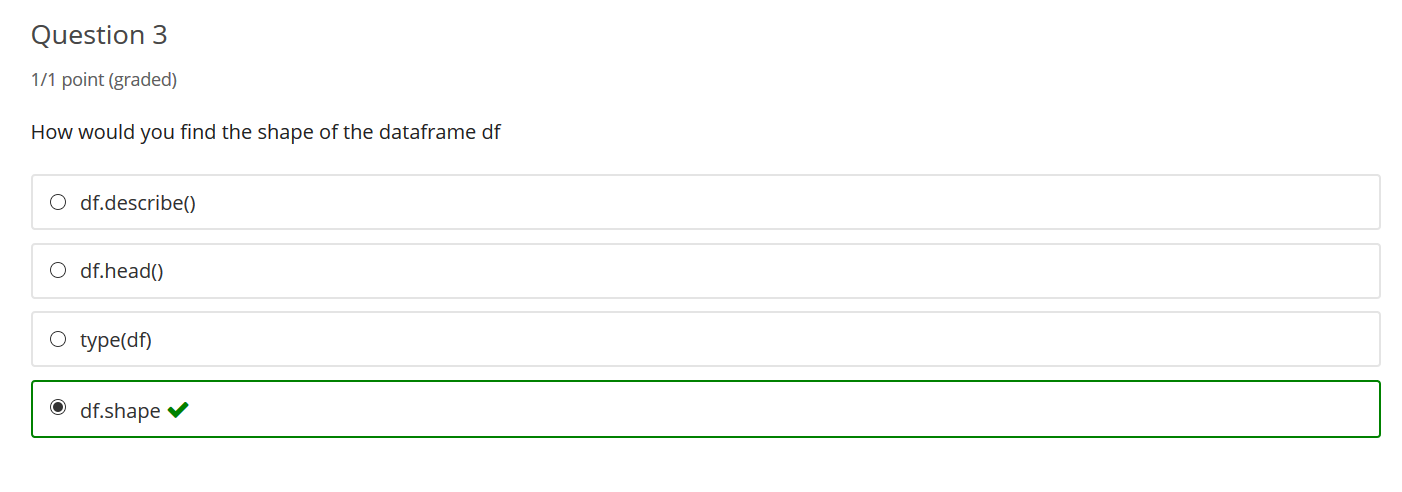 Question 3
1/1 point (graded)
How would you find the shape of the dataframe df
df.describe()
df.head()
type(df)
df.shape